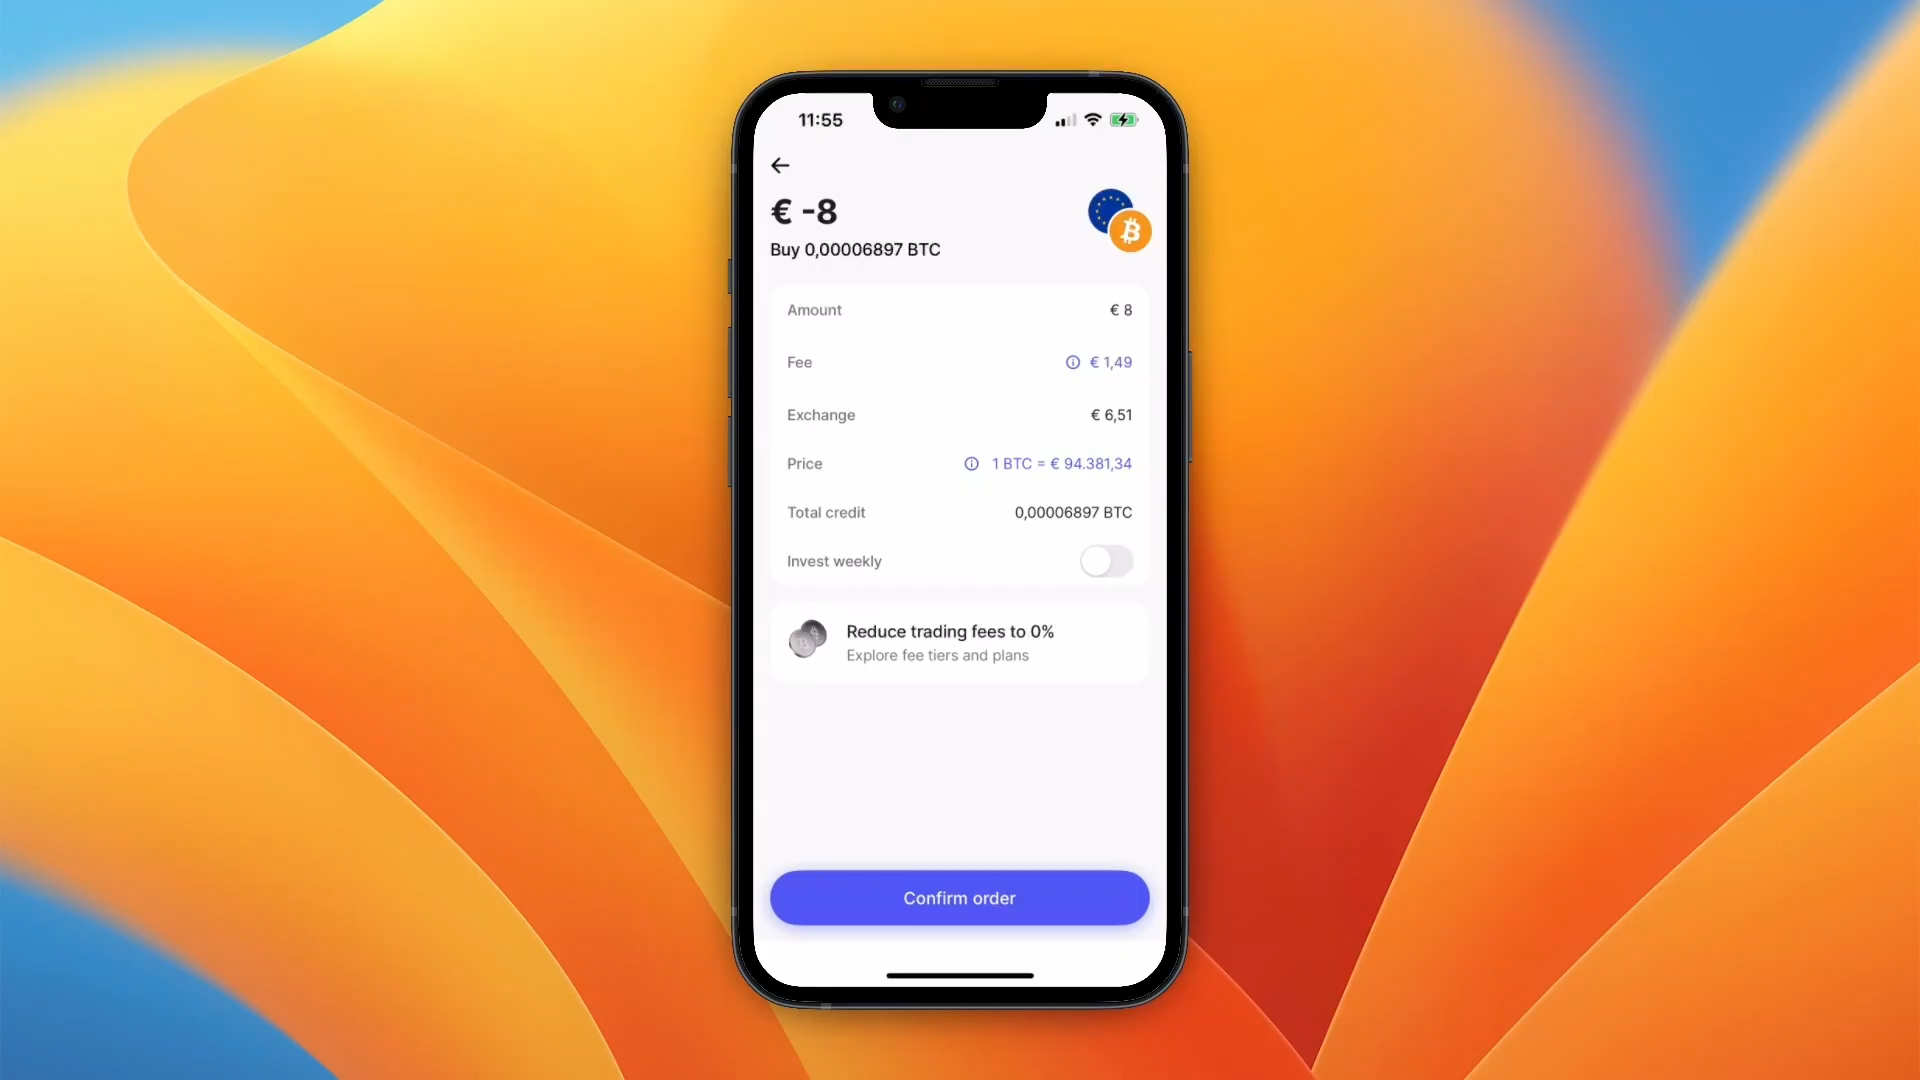 11:55
€ -8
Buy 0,00006897 BTC
Amount € 8
Fee € 1,49
Exchange € 6,51
Price 1 BTC = € 94.381,34
Total credit 0,00006897 BTC
Invest weekly
Reduce trading fees to 0%
Explore fee tiers and plans
Confirm order